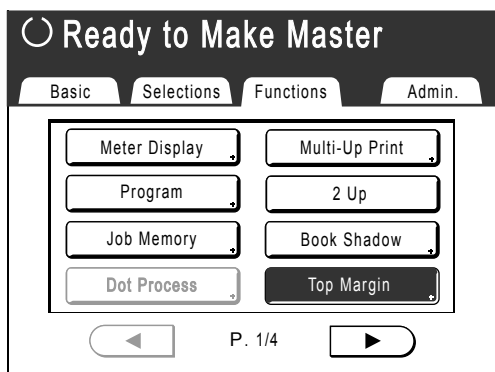 Ready to Make Master
Basic Selections Functions Admin.
Meter Display Multi-Up Print
Program 2 Up
Job Memory Book Shadow
Dot Process Top Margin
P. 1/4